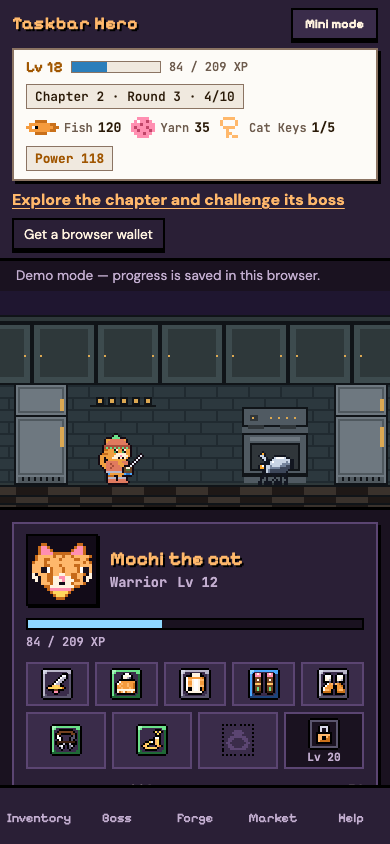 Taskbar Hero
Mini mode
Lv 12
84 / 209 XP
Chapter 2 · Round 3 · 4/10
Fish 120
Yarn 35
Cat Keys 1/5
Power 118
Explore the chapter and challenge its boss
Get a browser wallet
Demo mode — progress is saved in this browser.
Mochi the cat
Warrior Lv 12
84 / 209 XP
Lv 20
Inventory
Boss
Forge
Market
Help